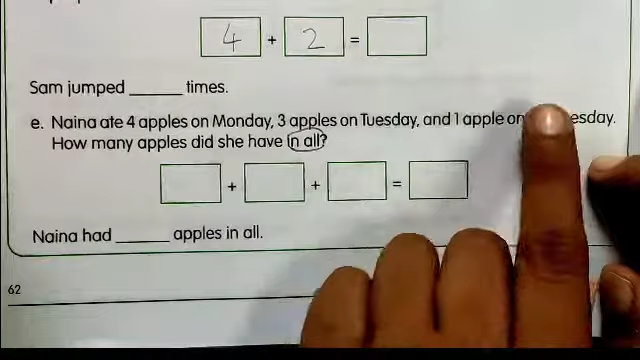 4 + 2 =
Sam jumped ______ times.
e. Naina ate 4 apples on Monday, 3 apples on Tuesday, and 1 apple on esday.
How many apples did she have in all?
+ + =
Naina had ______ apples in all.
62